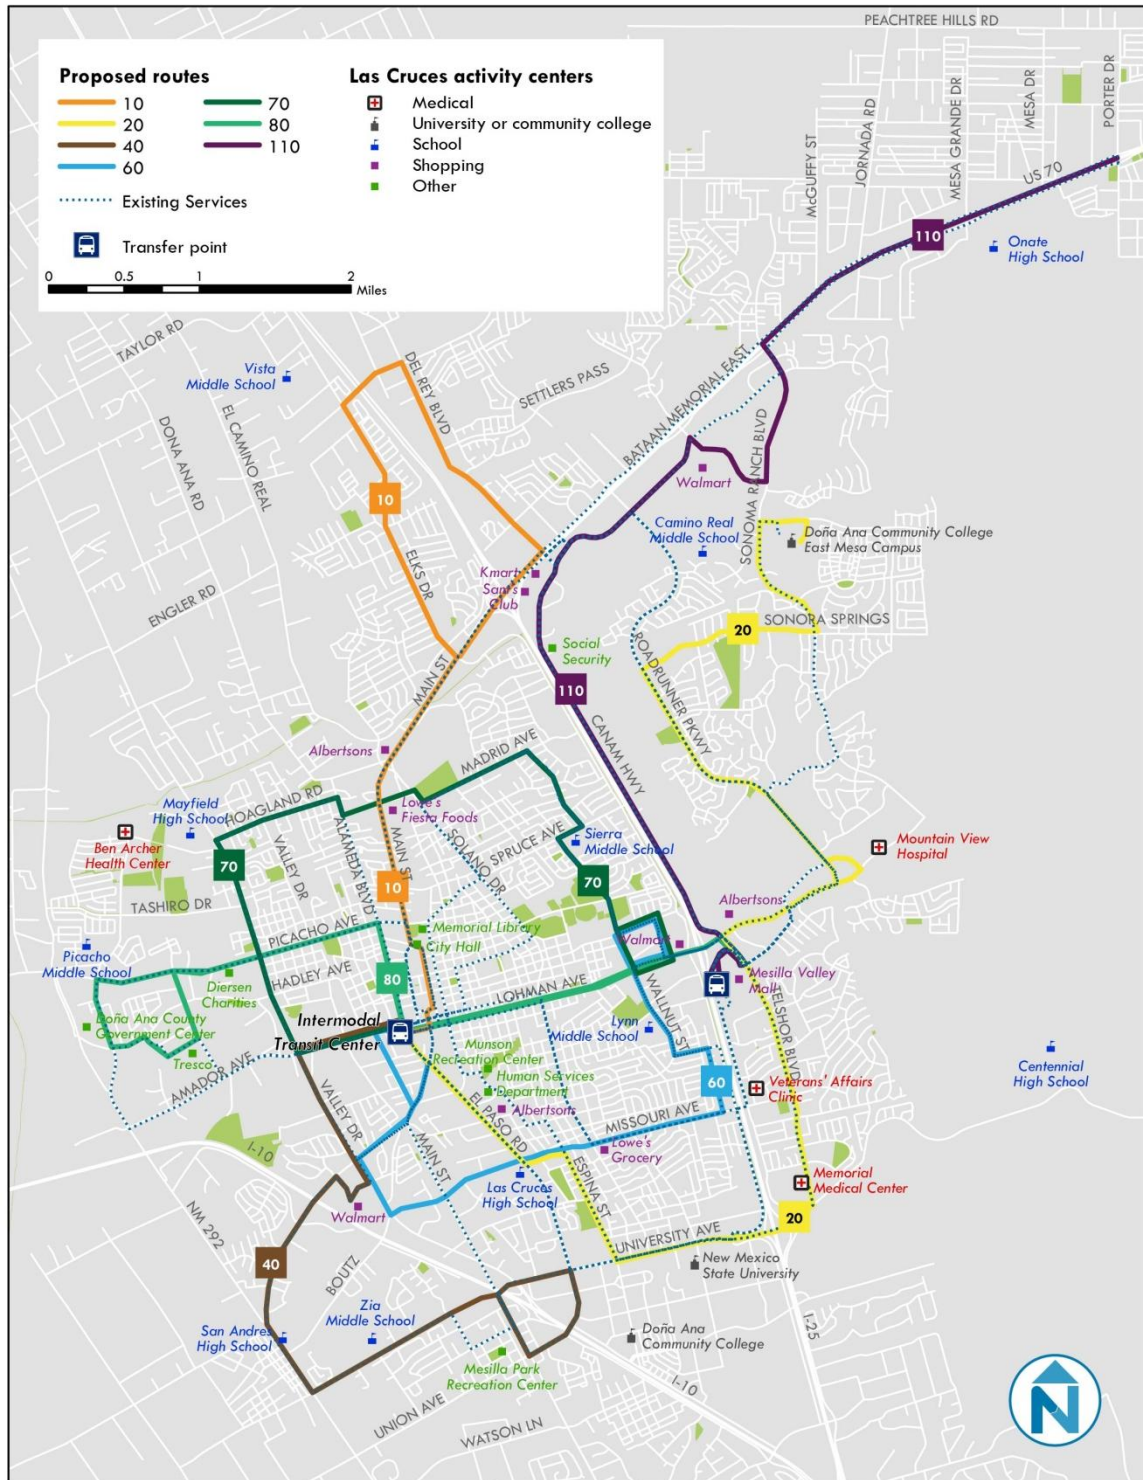 PEACHTREE HILLS RD
Proposed routes
10
20
40
60
70
80
110
Existing Services
Transfer point
0 0.5 1 2 Miles
Las Cruces activity centers
Medical
University or community college
School
Shopping
Other
McGUFFY ST
JORNADA RD
MESA GRANDE DR
MESA DR
PORTER DR
US 70
110
Onate
High School
TAYLOR RD
Vista
Middle School
DEL REY BLVD
SETTLERS PASS
BATAAN MEMORIAL EAST
DONA ANA RD
EL CAMINO REAL
SONOMA RANCH BLVD
Walmart
10
ELKS DR
Camino Real
Middle School
Doña Ana Community College
East Mesa Campus
Kmart
Sam's
Club
ENGLER RD
20
SONORA SPRINGS
Social
Security
ROADRUNNER PKWY
MAIN ST
110
CANAM HWY
Albertsons
MADRID AVE
HOAGLAND RD
Lowe's
Fiesta Foods
Mayfield
High School
Ben Archer
Health Center
VALLEY DR
ALAMEDA BLVD
MAIN ST
SOLANO DR
SPRUCE AVE
Sierra
Middle School
Mountain View
Hospital
70
10
70
TASHIRO DR
PICACHO AVE
Memorial Library
City Hall
Albertsons
Walmart
Picacho
Middle School
HADLEY AVE
80
Diersen
Charities
LOHMAN AVE
WALLNUT ST
Mesilla Valley
Mall
TELSHOR BLVD
Doña Ana County
Government Center
Intermodal
Transit Center
Lynn
Middle School
Tresco
AMADOR AVE
Munson
Recreation Center
Human Services
Department
Centennial
High School
VALLEY DR
Albertsons
60
Veterans' Affairs
Clinic
EL PASO RD
MISSOURI AVE
I-10
MAIN ST
Lowe's
Grocery
ESPINA ST
Las Cruces
High School
Memorial
Medical Center
NM 292
Walmart
20
UNIVERSITY AVE
40
BOUTZ
New Mexico
State University
Zia
Middle School
San Andres
High School
Doña Ana
Community College
I-25
Mesilla Park
Recreation Center
I-10
UNION AVE
WATSON LN
N